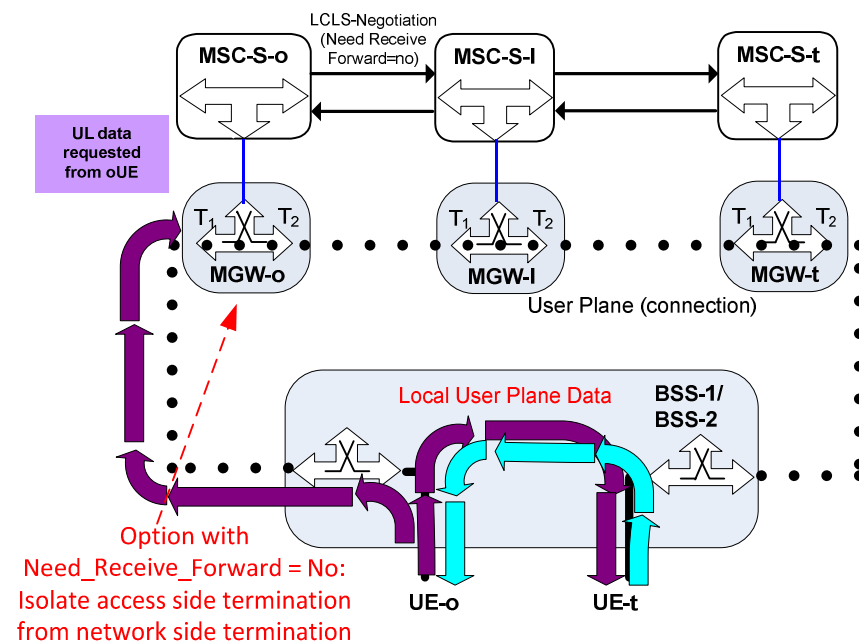 LCLS-Negotiation
(Need Receive
Forward=no)
MSC-S-o
MSC-S-I
MSC-S-t
UL data
requested
from oUE
T1
T2
T1
T2
T1
T2
MGW-o
MGW-I
MGW-t
User Plane (connection)
Local User Plane Data
BSS-1/
BSS-2
Option with
Need_Receive_Forward = No:
Isolate access side termination
from network side termination
UE-o
UE-t